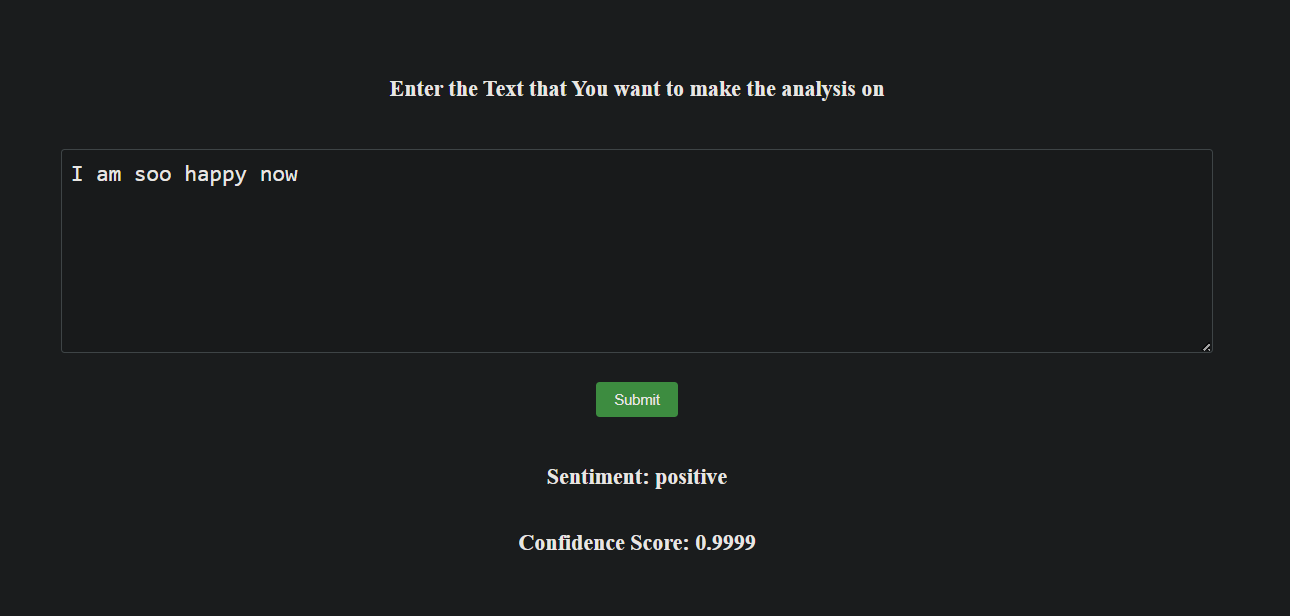 Enter the Text that You want to make the analysis on
I am soo happy now
Submit
Sentiment: positive
Confidence Score: 0.9999